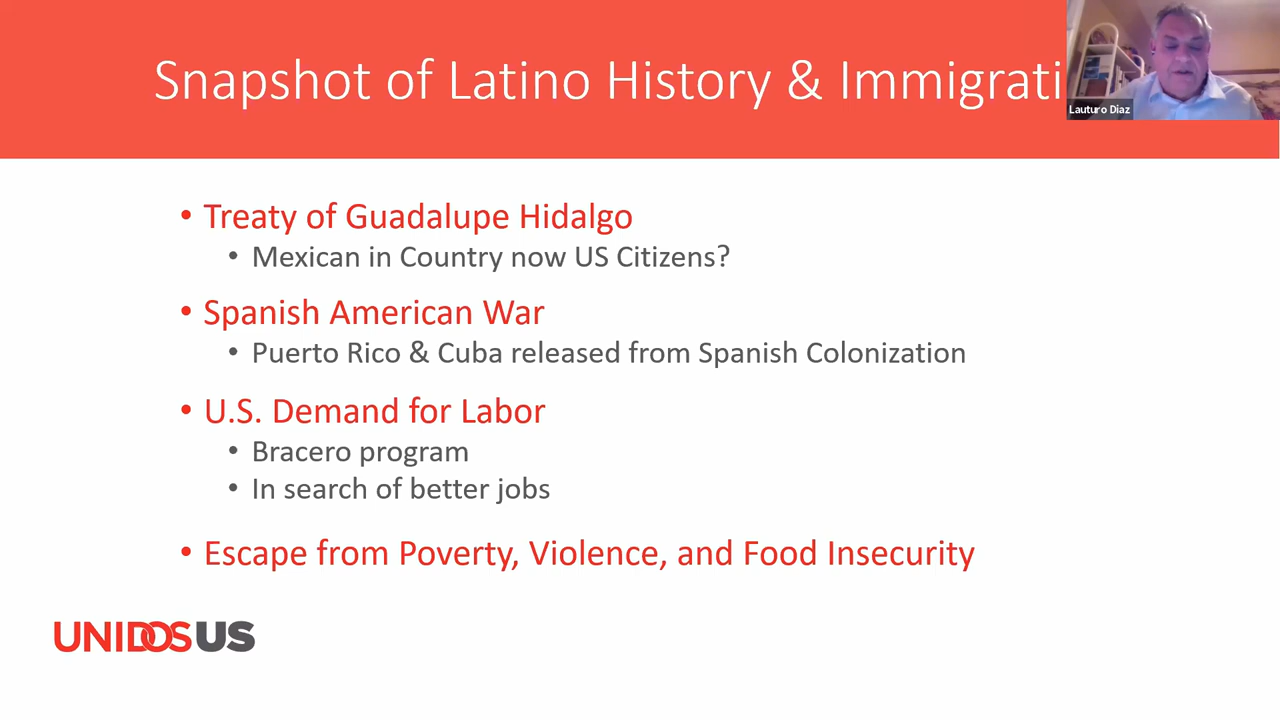 Snapshot of Latino History & Immigrati
Lauturo Diaz
• Treaty of Guadalupe Hidalgo
• Mexican in Country now US Citizens?
• Spanish American War
• Puerto Rico & Cuba released from Spanish Colonization
• U.S. Demand for Labor
• Bracero program
• In search of better jobs
• Escape from Poverty, Violence, and Food Insecurity
UNIDOSUS